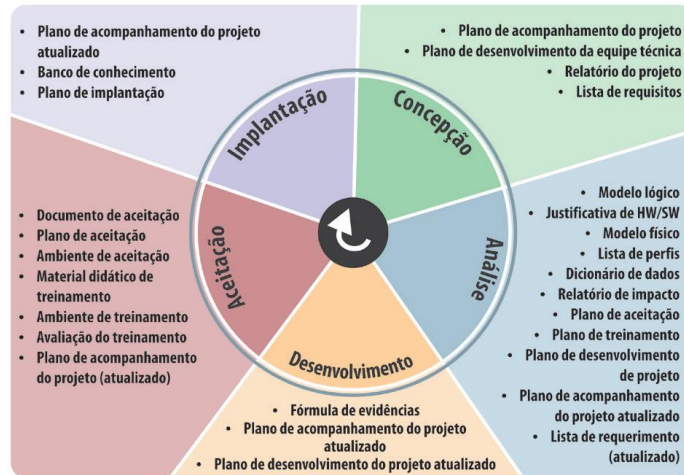 • Plano de acompanhamento do projeto
atualizado
• Banco de conhecimento
• Plano de implantação
• Plano de acompanhamento do projeto
• Plano de desenvolvimento da equipe técnica
• Relatório do projeto
• Lista de requisitos
Implantação
Concepção
Análise
Desenvolvimento
Aceitação
• Modelo lógico
• Justificativa de HW/SW
• Modelo físico
• Lista de perfis
• Dicionário de dados
• Relatório de impacto
• Plano de aceitação
• Plano de treinamento
• Plano de desenvolvimento
de projeto
• Plano de acompanhamento
do projeto atualizado
• Lista de requerimento
(atualizado)
• Fórmula de evidências
• Plano de acompanhamento do projeto
atualizado
• Plano de desenvolvimento do projeto atualizado
• Documento de aceitação
• Plano de aceitação
• Ambiente de aceitação
• Material didático de
treinamento
• Ambiente de treinamento
• Avaliação do treinamento
• Plano de acompanhamento
do projeto (atualizado)